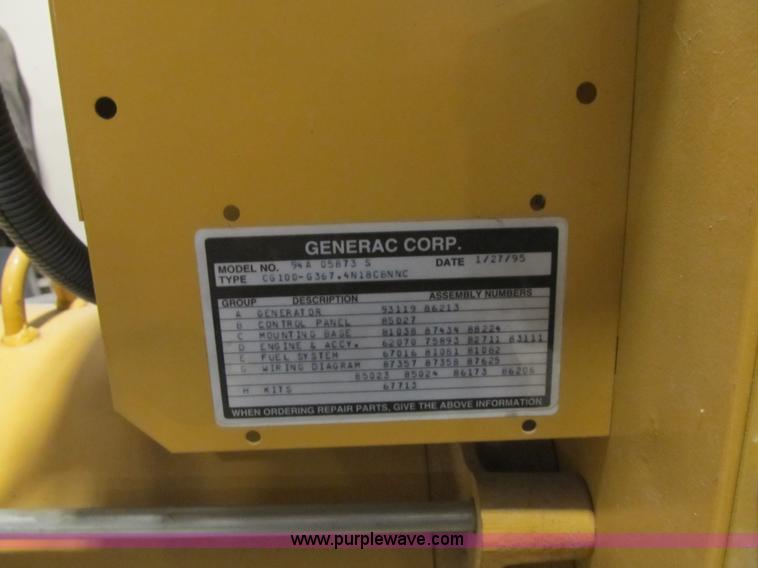 GENERAC CORP.
MODEL NO. 94A 05873 S DATE 1/27/95
TYPE CG100-G367.4N18CBNNC
GROUP DESCRIPTION ASSEMBLY NUMBERS
A GENERATOR 93119 86213
B CONTROL PANEL 85027
C MOUNTING BASE 81038 87434 88224
D ENGINE & ACCY. 62070 75893 82711 83111
E FUEL SYSTEM 67016 81081 81082
G WIRING DIAGRAM 87357 87358 87625
85023 85024 86173 86206
H KITS 67713
WHEN ORDERING REPAIR PARTS, GIVE THE ABOVE INFORMATION
www.purplewave.com